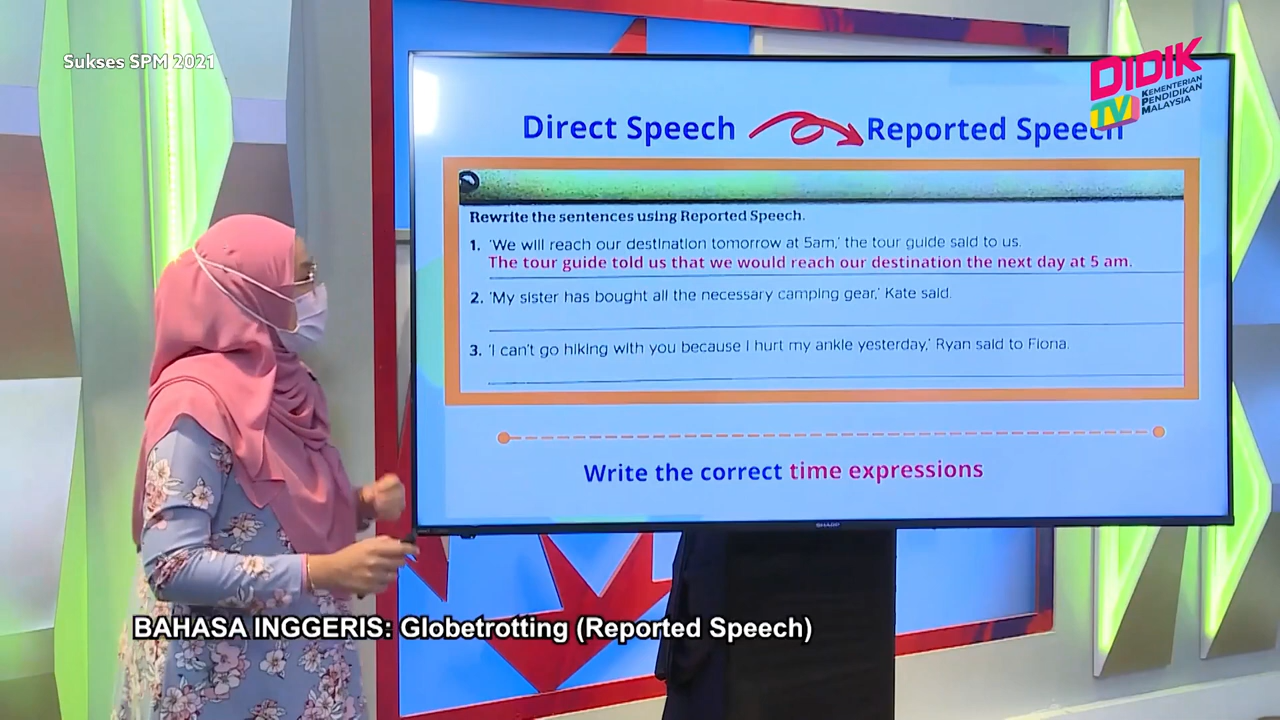 Sukses SPM 2021
DIDIK
TV
KEMENTERIAN
PENDIDIKAN
MALAYSIA
Direct Speech Reported Speech
Rewrite the sentences using Reported Speech.
1. 'We will reach our destination tomorrow at 5am,' the tour guide said to us.
The tour guide told us that we would reach our destination the next day at 5 am.
2. 'My sister has bought all the necessary camping gear,' Kate said.
3. 'I can't go hiking with you because I hurt my ankle yesterday,' Ryan said to Fiona.
Write the correct time expressions
SHARP
BAHASA INGGERIS: Globetrotting (Reported Speech)